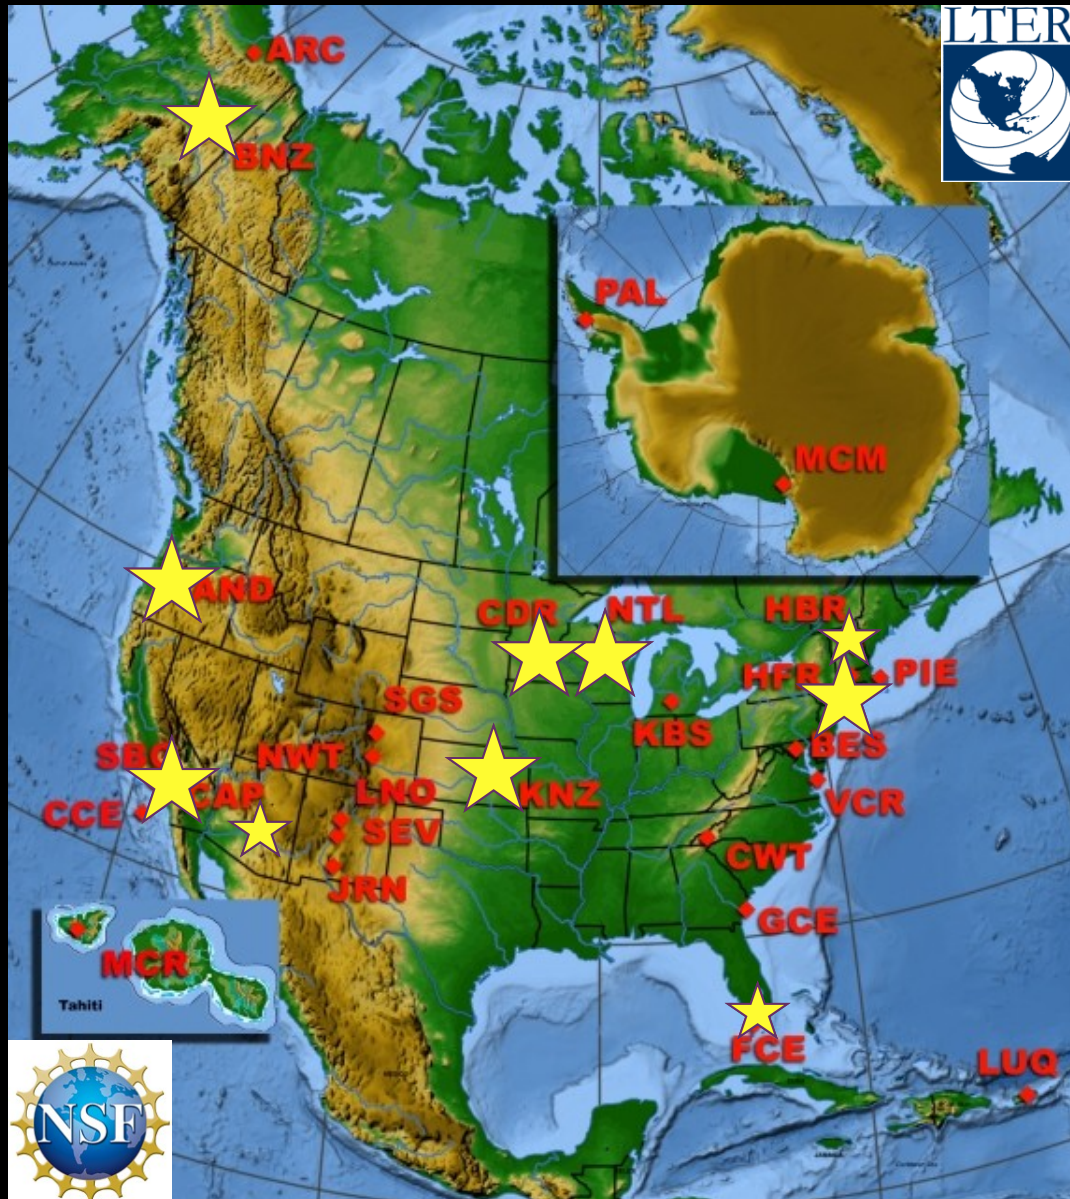 LTER
ARC
BNZ
PAL
MCM
AND
CDR
NTL
HBR
HFR
PIE
SGS
KBS
SBC
NWT
BES
CAP
LNO
KNZ
CCE
VCR
SEV
CWT
JRN
GCE
MCR
Tahiti
FCE
LUQ
NSF